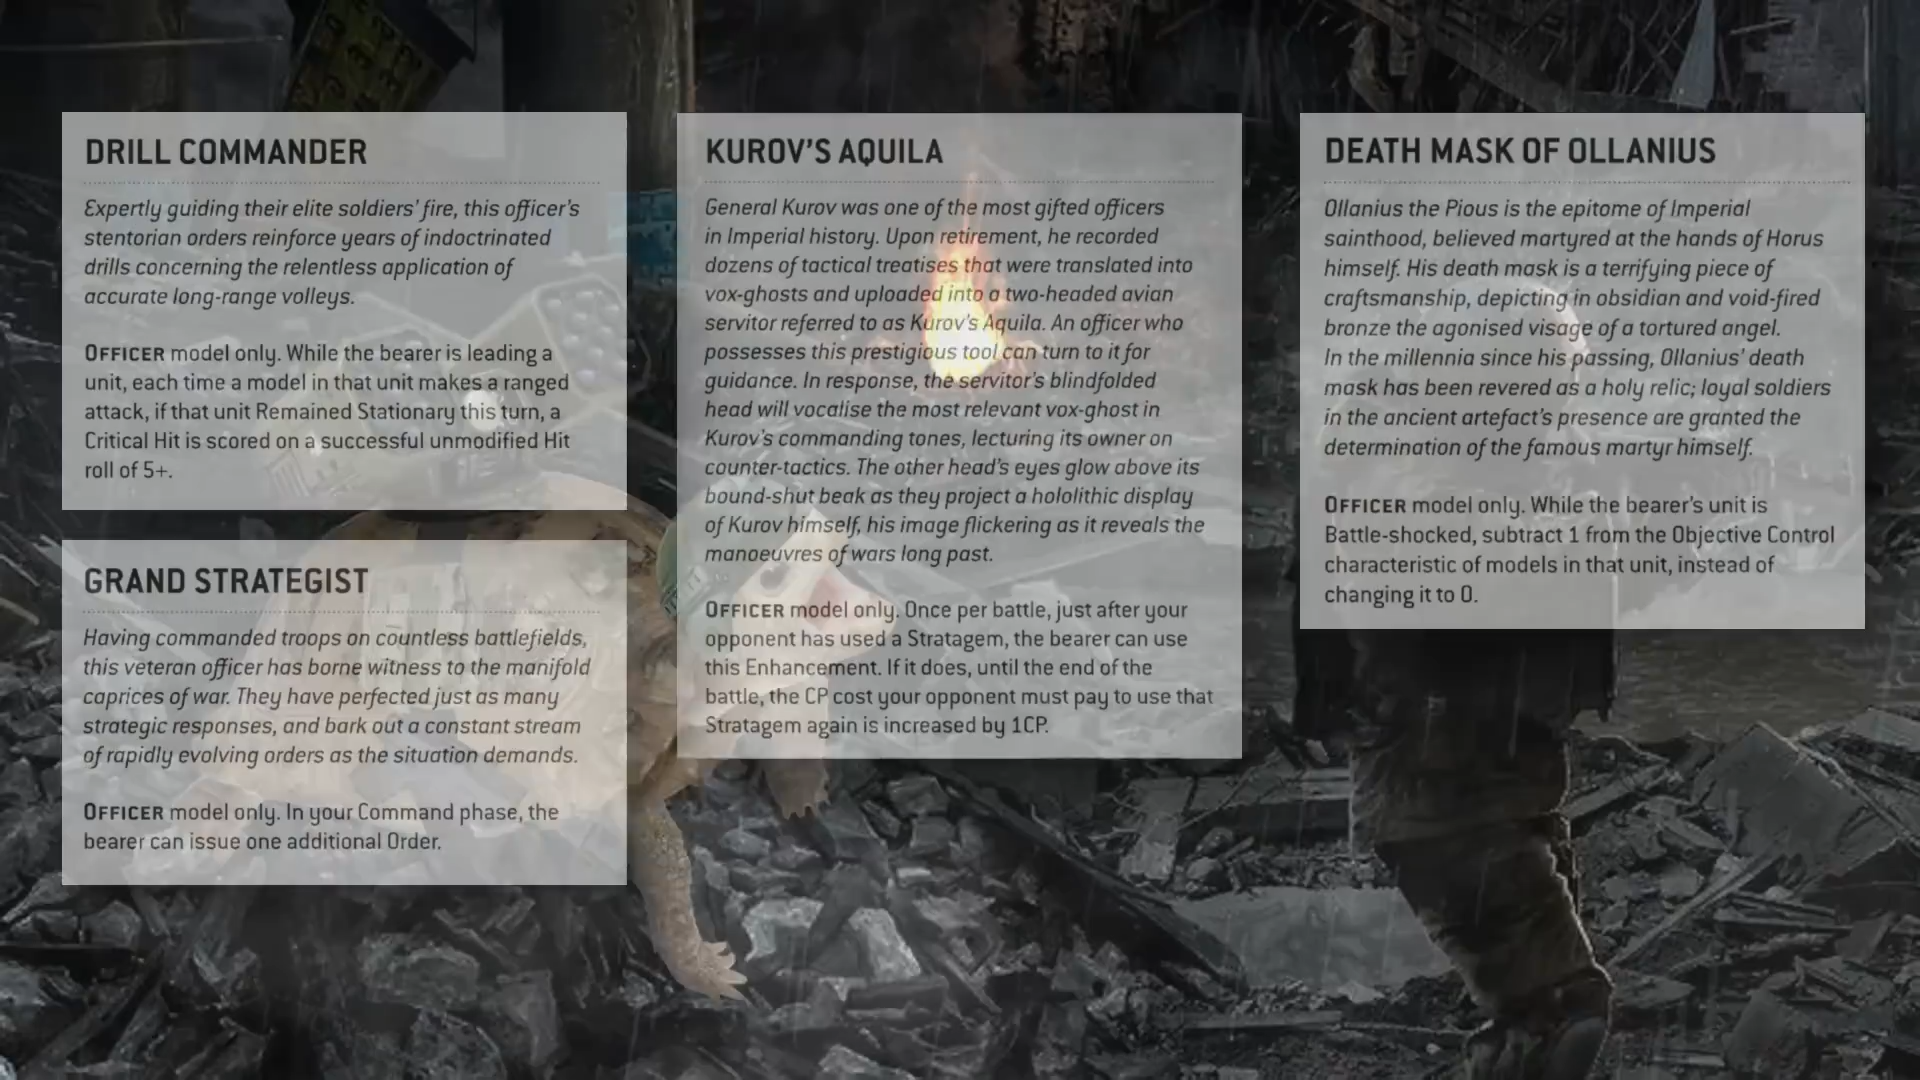 DRILL COMMANDER
Expertly guiding their elite soldiers' fire, this officer's
stentorian orders reinforce years of indoctrinated
drills concerning the relentless application of
accurate long-range volleys.
OFFICER model only. While the bearer is leading a
unit, each time a model in that unit makes a ranged
attack, if that unit Remained Stationary this turn, a
Critical Hit is scored on a successful unmodified Hit
roll of 5+.
GRAND STRATEGIST
Having commanded troops on countless battlefields,
this veteran officer has borne witness to the manifold
caprices of war. They have perfected just as many
strategic responses, and bark out a constant stream
of rapidly evolving orders as the situation demands.
OFFICER model only. In your Command phase, the
bearer can issue one additional Order.
KUROV'S AQUILA
General Kurov was one of the most gifted officers
in Imperial history. Upon retirement, he recorded
dozens of tactical treatises that were translated into
vox-ghosts and uploaded into a two-headed avian
servitor referred to as Kurov's Aquila. An officer who
possesses this prestigious tool can turn to it for
guidance. In response, the servitor's blindfolded
head will vocalise the most relevant vox-ghost in
Kurov's commanding tones, lecturing its owner on
counter-tactics. The other head's eyes glow above its
bound-shut beak as they project a hololithic display
of Kurov himself, his image flickering as it reveals the
manoeuvres of wars long past.
OFFICER model only. Once per battle, just after your
opponent has used a Stratagem, the bearer can use
this Enhancement. If it does, until the end of the
battle, the CP cost your opponent must pay to use that
Stratagem again is increased by 1CP.
DEATH MASK OF OLLANIUS
Ollanius the Pious is the epitome of Imperial
sainthood, believed martyred at the hands of Horus
himself. His death mask is a terrifying piece of
craftsmanship, depicting in obsidian and void-fired
bronze the agonised visage of a tortured angel.
In the millennia since his passing, Ollanius' death
mask has been revered as a holy relic; loyal soldiers
in the ancient artefact's presence are granted the
determination of the famous martyr himself.
OFFICER model only. While the bearer's unit is
Battle-shocked, subtract 1 from the Objective Control
characteristic of models in that unit, instead of
changing it to 0.